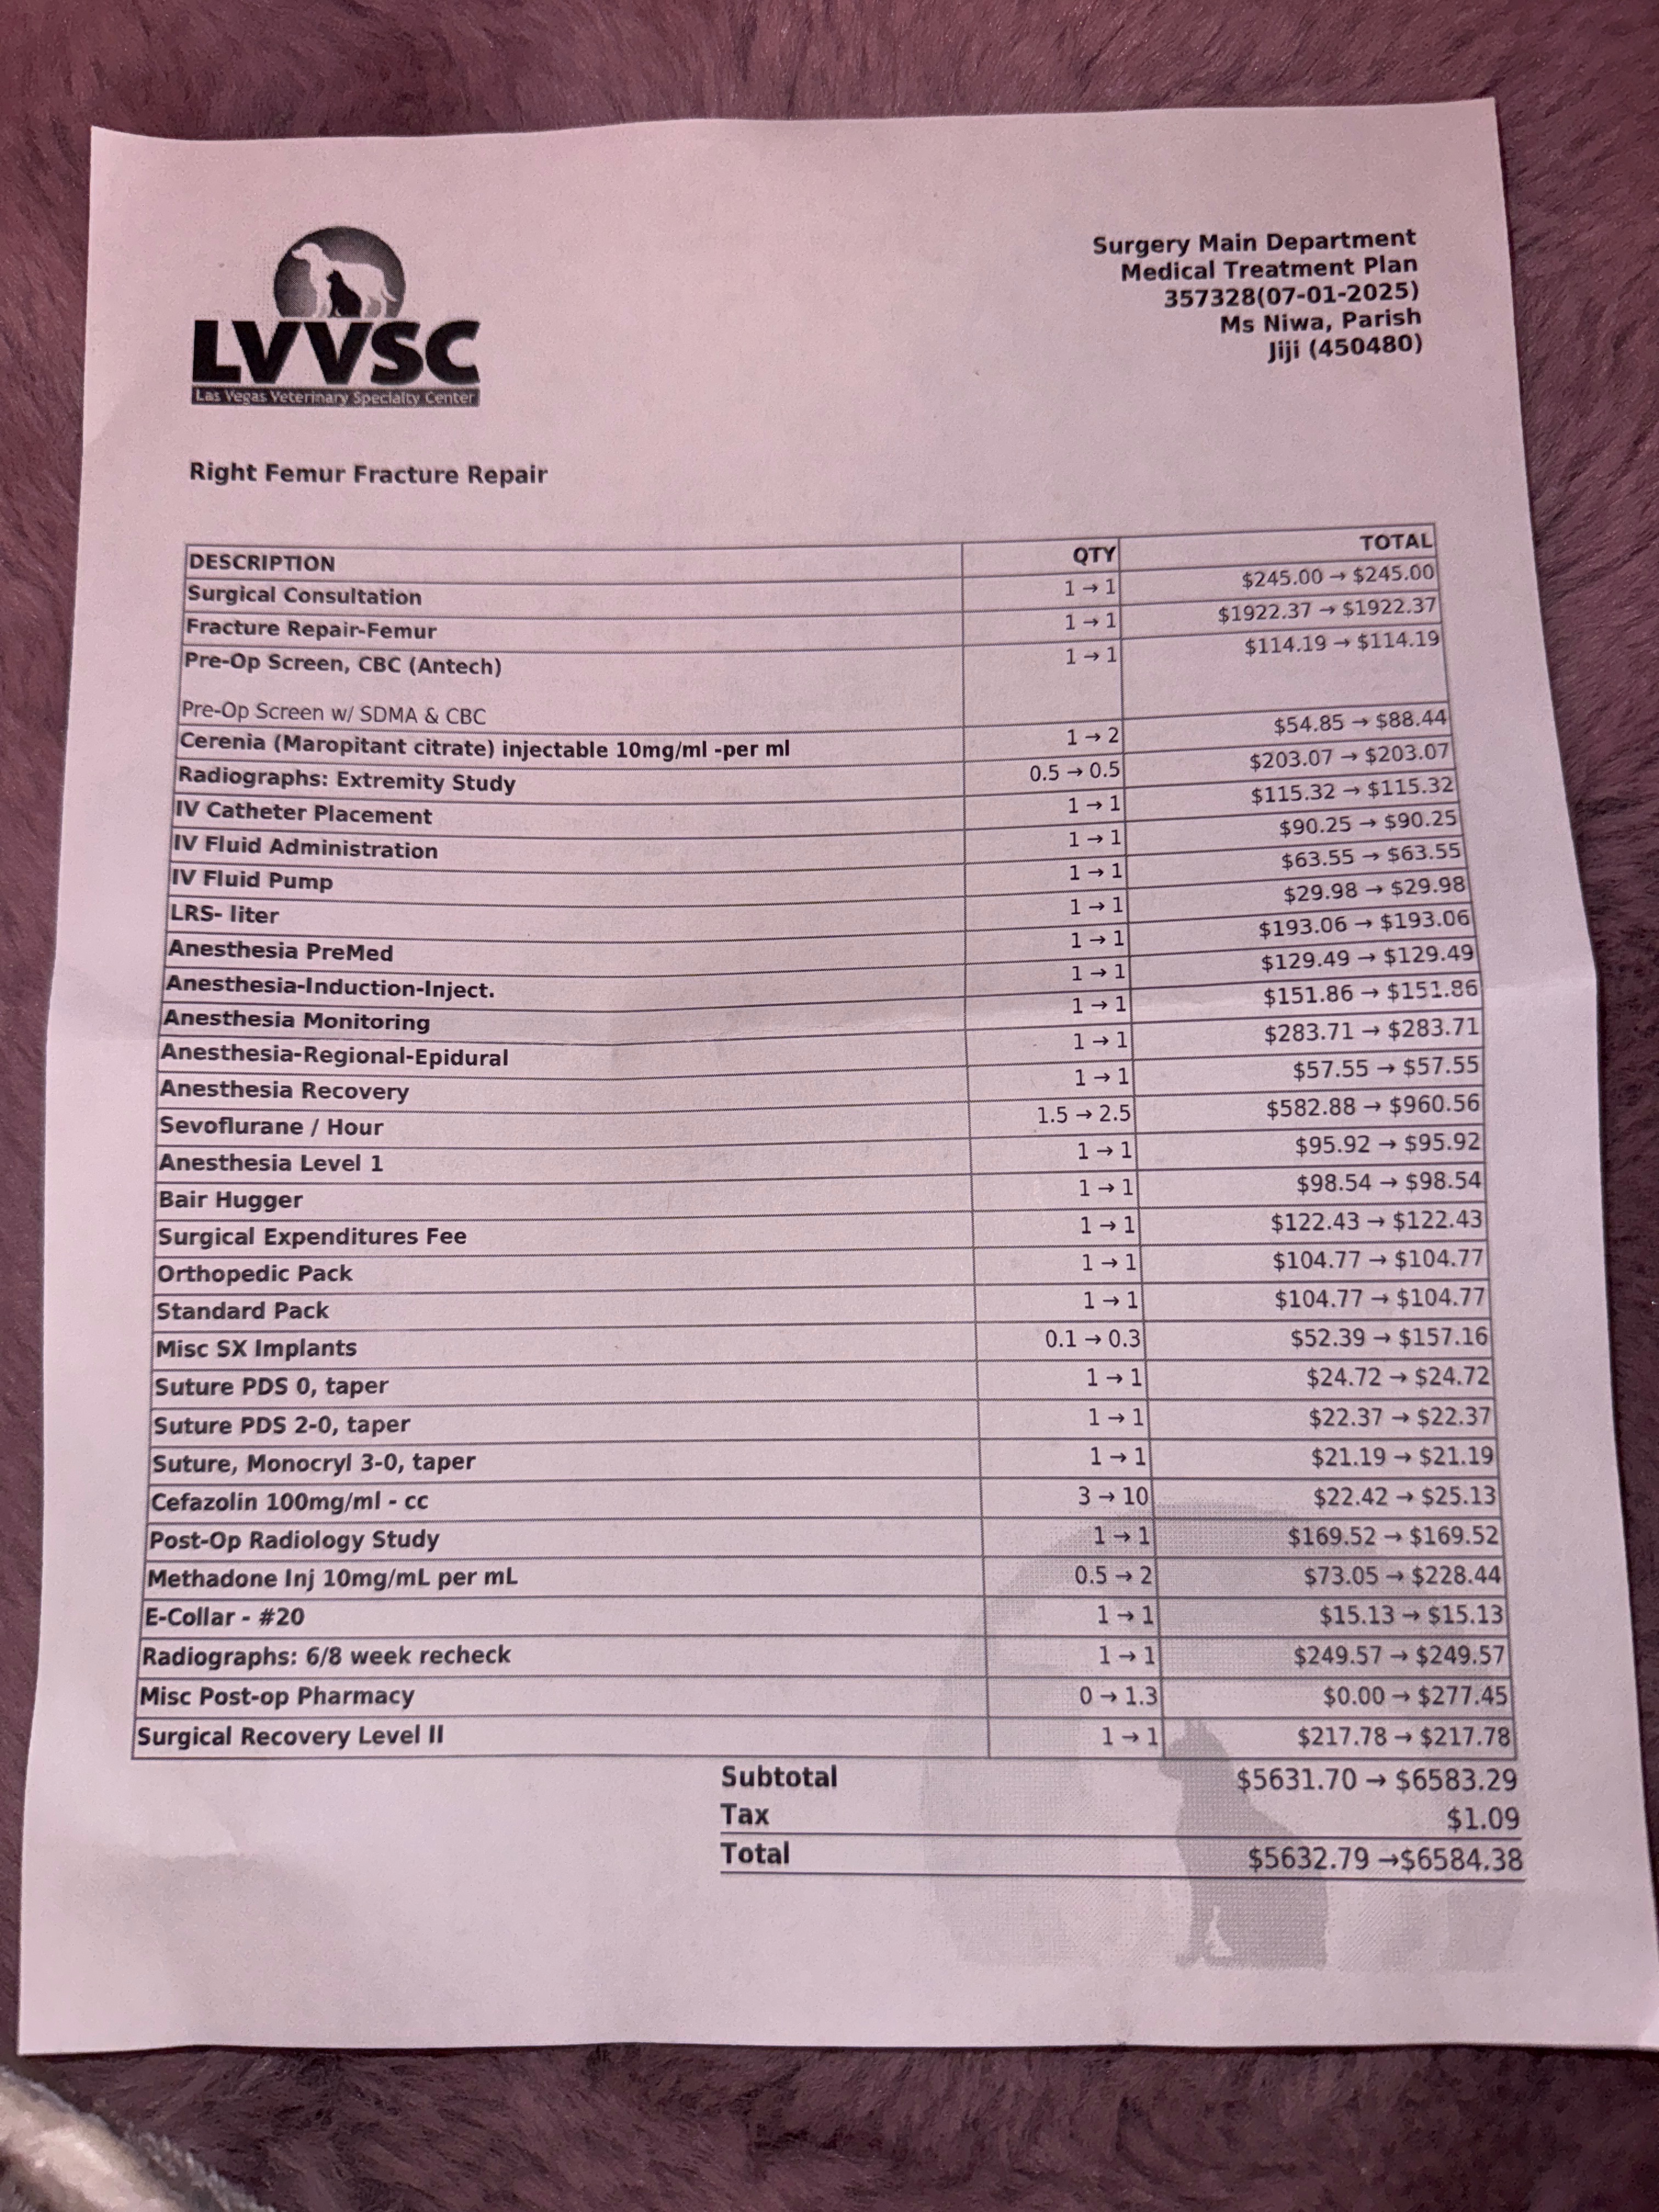 LVVSC
Las Vegas Veterinary Specialty Center
Surgery Main Department
Medical Treatment Plan
357328(07-01-2025)
Ms Niwa, Parish
Jiji (450480)
Right Femur Fracture Repair
DESCRIPTION QTY TOTAL
Surgical Consultation 1 → 1 $245.00 → $245.00
Fracture Repair-Femur 1 → 1 $1922.37 → $1922.37
Pre-Op Screen, CBC (Antech) 1 → 1 $114.19 → $114.19
Pre-Op Screen w/ SDMA & CBC
Cerenia (Maropitant citrate) injectable 10mg/ml -per ml 1 → 2 $54.85 → $88.44
Radiographs: Extremity Study 0.5 → 0.5 $203.07 → $203.07
IV Catheter Placement 1 → 1 $115.32 → $115.32
IV Fluid Administration 1 → 1 $90.25 → $90.25
IV Fluid Pump 1 → 1 $63.55 → $63.55
LRS- liter 1 → 1 $29.98 → $29.98
Anesthesia PreMed 1 → 1 $193.06 → $193.06
Anesthesia-Induction-Inject. 1 → 1 $129.49 → $129.49
Anesthesia Monitoring 1 → 1 $151.86 → $151.86
Anesthesia-Regional-Epidural 1 → 1 $283.71 → $283.71
Anesthesia Recovery 1 → 1 $57.55 → $57.55
Sevoflurane / Hour 1.5 → 2.5 $582.88 → $960.56
Anesthesia Level 1 1 → 1 $95.92 → $95.92
Bair Hugger 1 → 1 $98.54 → $98.54
Surgical Expenditures Fee 1 → 1 $122.43 → $122.43
Orthopedic Pack 1 → 1 $104.77 → $104.77
Standard Pack 1 → 1 $104.77 → $104.77
Misc SX Implants 0.1 → 0.3 $52.39 → $157.16
Suture PDS 0, taper 1 → 1 $24.72 → $24.72
Suture PDS 2-0, taper 1 → 1 $22.37 → $22.37
Suture, Monocryl 3-0, taper 1 → 1 $21.19 → $21.19
Cefazolin 100mg/ml - cc 3 → 10 $22.42 → $25.13
Post-Op Radiology Study 1 → 1 $169.52 → $169.52
Methadone Inj 10mg/mL per mL 0.5 → 2 $73.05 → $228.44
E-Collar - #20 1 → 1 $15.13 → $15.13
Radiographs: 6/8 week recheck 1 → 1 $249.57 → $249.57
Misc Post-op Pharmacy 0 → 1.3 $0.00 → $277.45
Surgical Recovery Level II 1 → 1 $217.78 → $217.78
Subtotal $5631.70 → $6583.29
Tax $1.09
Total $5632.79 →$6584.38